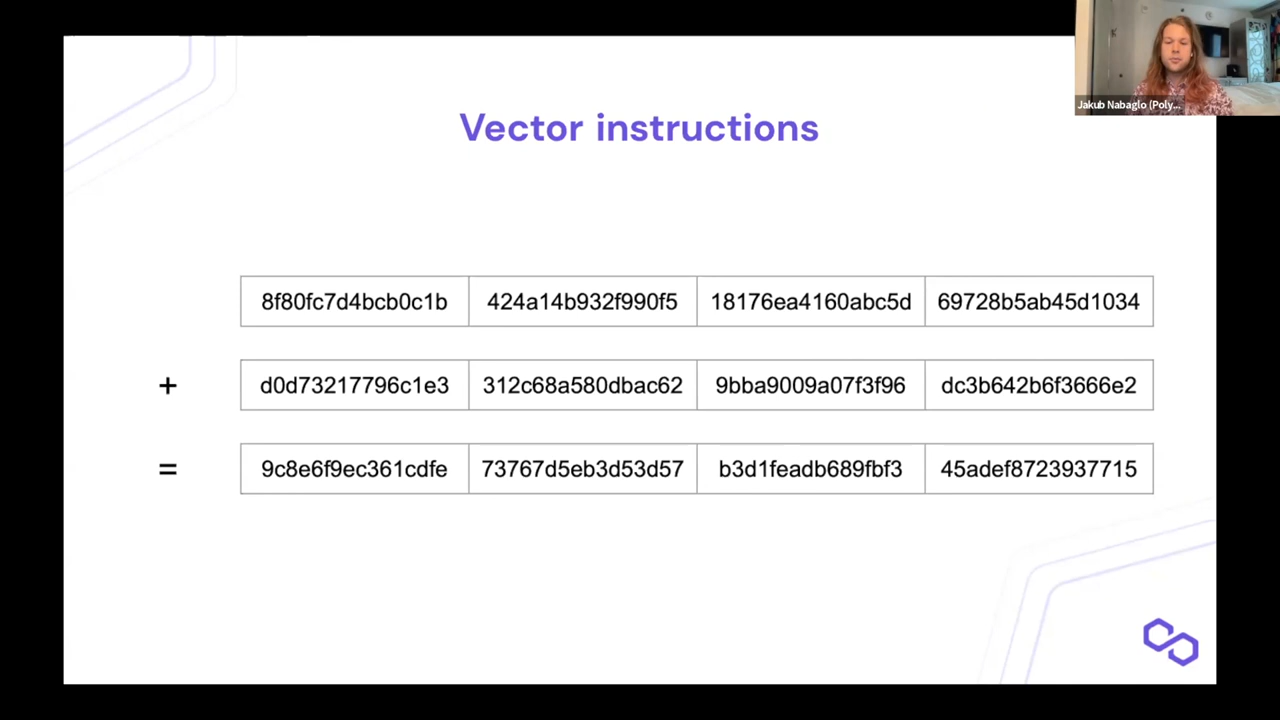 Jakub Nabaglo (Poly...
Vector instructions
8f80fc7d4bcb0c1b 424a14b932f990f5 18176ea4160abc5d 69728b5ab45d1034
+ d0d73217796c1e3 312c68a580dbac62 9bba9009a07f3f96 dc3b642b6f3666e2
= 9c8e6f9ec361cdfe 73767d5eb3d53d57 b3d1feadb689fbf3 45adef8723937715